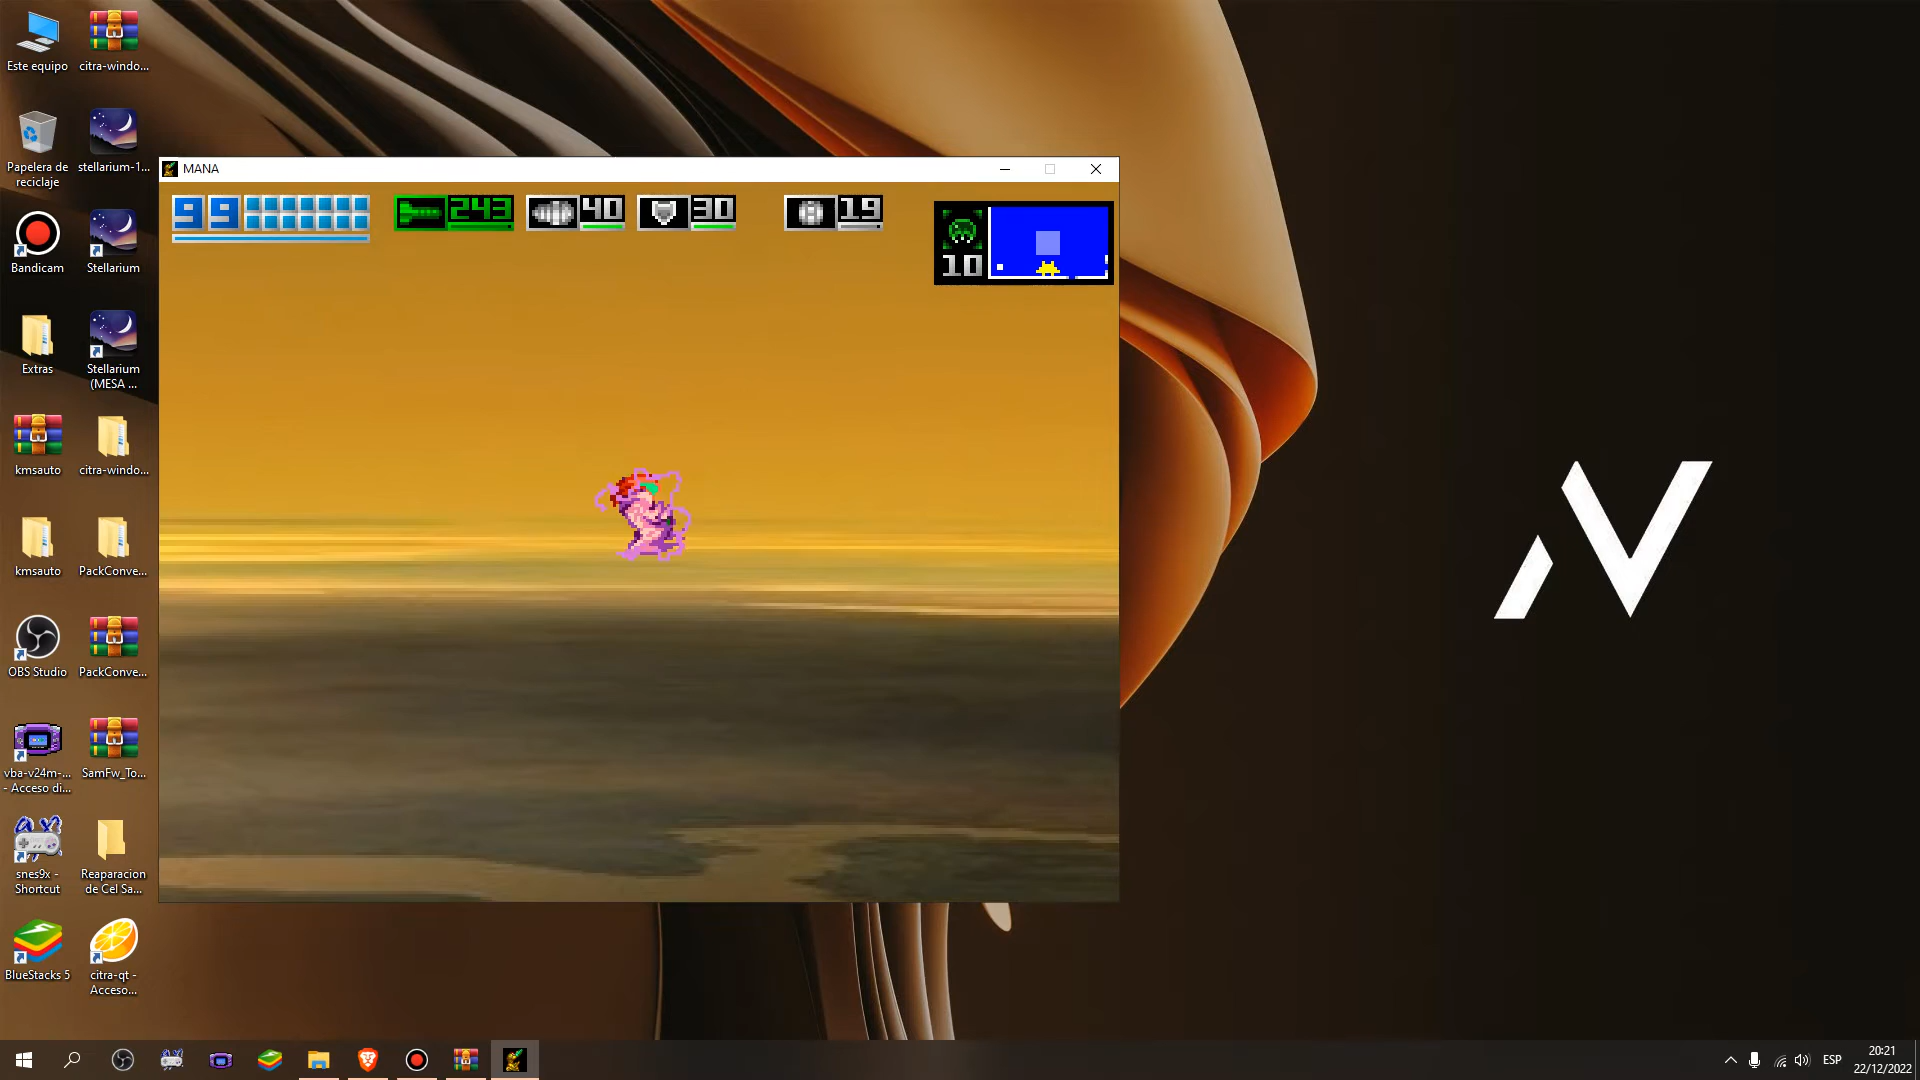 Este equipo
citra-windo...
Papelera de
reciclaje
stellarium-1...
Bandicam
Stellarium
Extras
Stellarium
(MESA ...
kmsauto
citra-windo...
kmsauto
PackConve...
OBS Studio
PackConve...
vba-v24m-...
- Acceso di...
SamFw_To...
snes9x -
Shortcut
Reaparacion
de Cel Sa...
BlueStacks 5
citra-qt -
Acceso...
MANA
99
243
40
30
19
10
ESP
20:21
22/12/2022